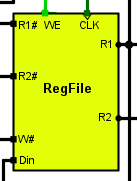 R1# WE CLK
R1
R2#
RegFile
R2
W#
Din